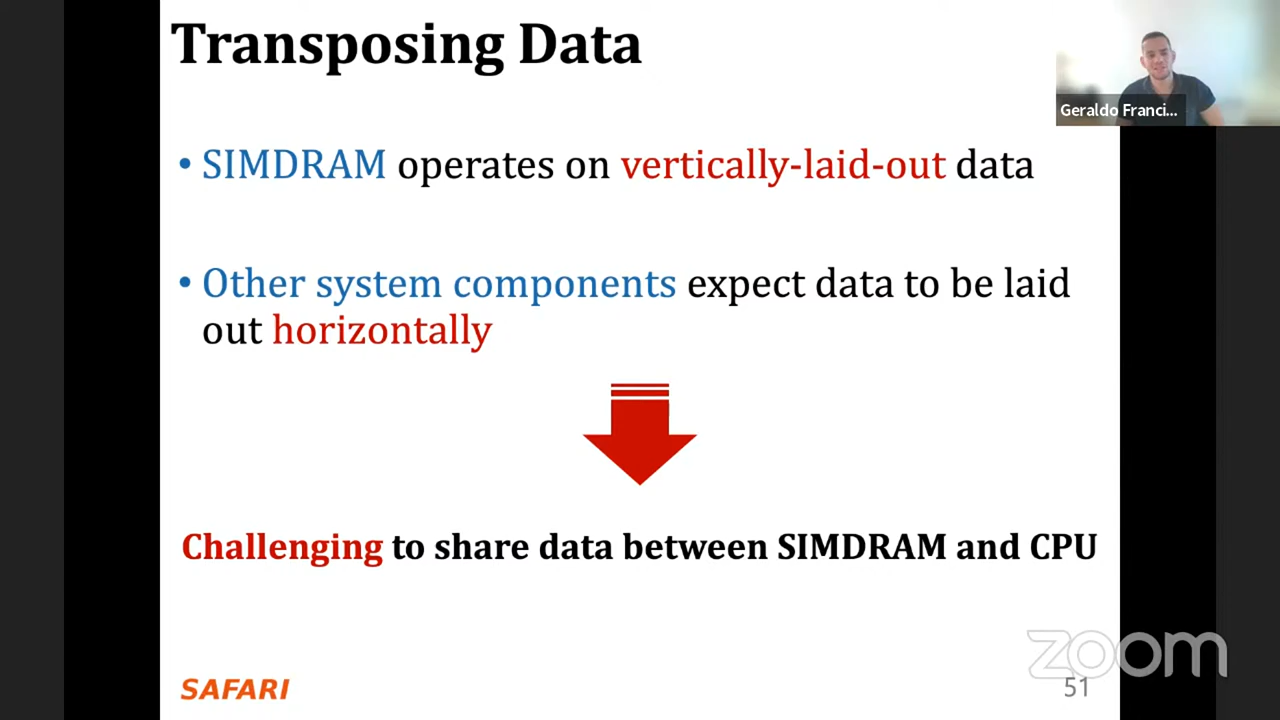 Transposing Data
Geraldo Franci...
• SIMDRAM operates on vertically-laid-out data
• Other system components expect data to be laid
out horizontally
Challenging to share data between SIMDRAM and CPU
zoom
SAFARI
51